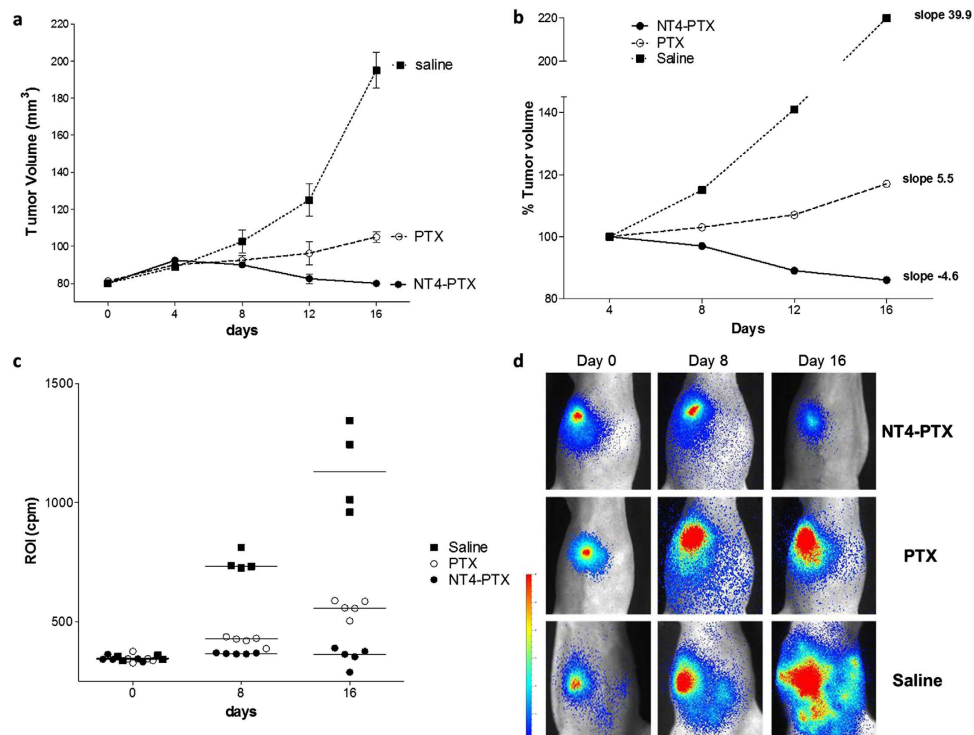 a
Tumor Volume (mm³)
220
200
180
160
140
120
100
80
0
4
8
12
16
days
saline
PTX
NT4-PTX
b
% Tumor volume
220
200
140
120
100
80
4
8
12
16
Days
NT4-PTX
PTX
Saline
slope 39.9
slope 5.5
slope -4.6
c
ROI (cpm)
1500
1000
500
0
8
16
days
Saline
PTX
NT4-PTX
d
Day 0
Day 8
Day 16
NT4-PTX
PTX
Saline